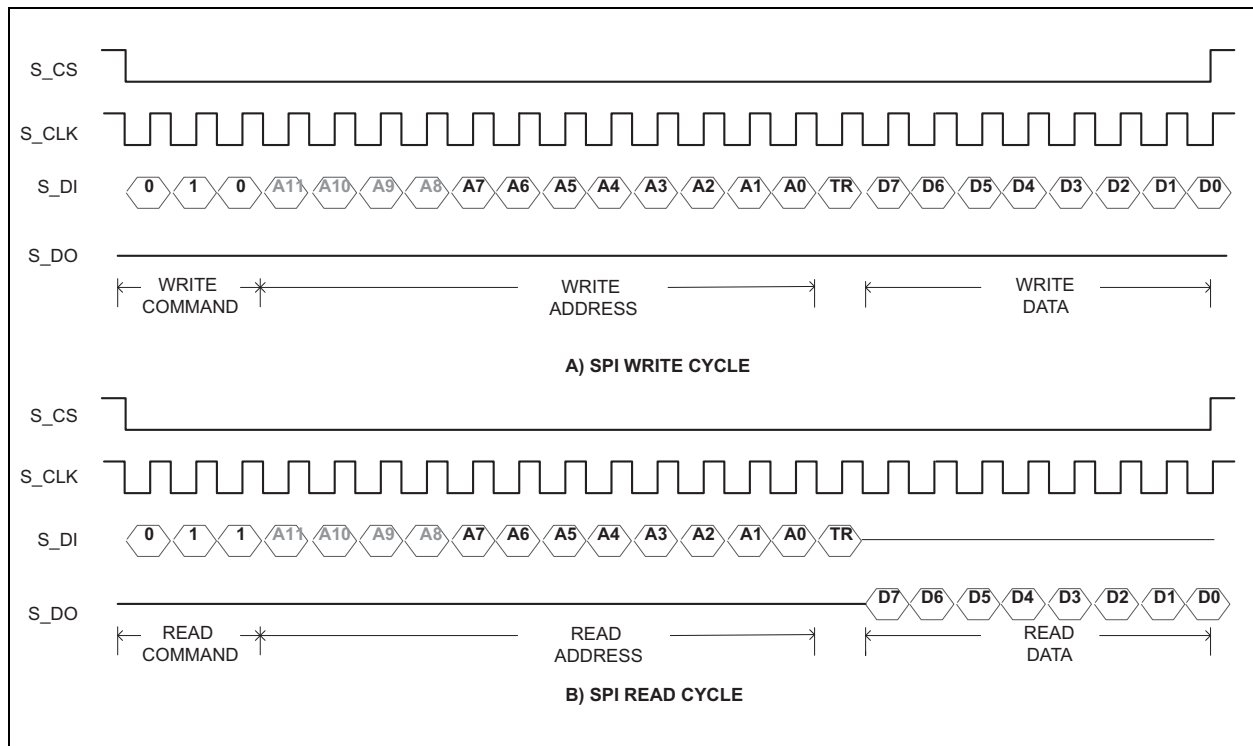 S_CS
S_CLK
S_DI 0 1 0 A11 A10 A9 A8 A7 A6 A5 A4 A3 A2 A1 A0 TR D7 D6 D5 D4 D3 D2 D1 D0
S_DO
WRITE COMMAND
WRITE ADDRESS
WRITE DATA
A) SPI WRITE CYCLE
S_CS
S_CLK
S_DI 0 1 1 A11 A10 A9 A8 A7 A6 A5 A4 A3 A2 A1 A0 TR
S_DO D7 D6 D5 D4 D3 D2 D1 D0
READ COMMAND
READ ADDRESS
READ DATA
B) SPI READ CYCLE